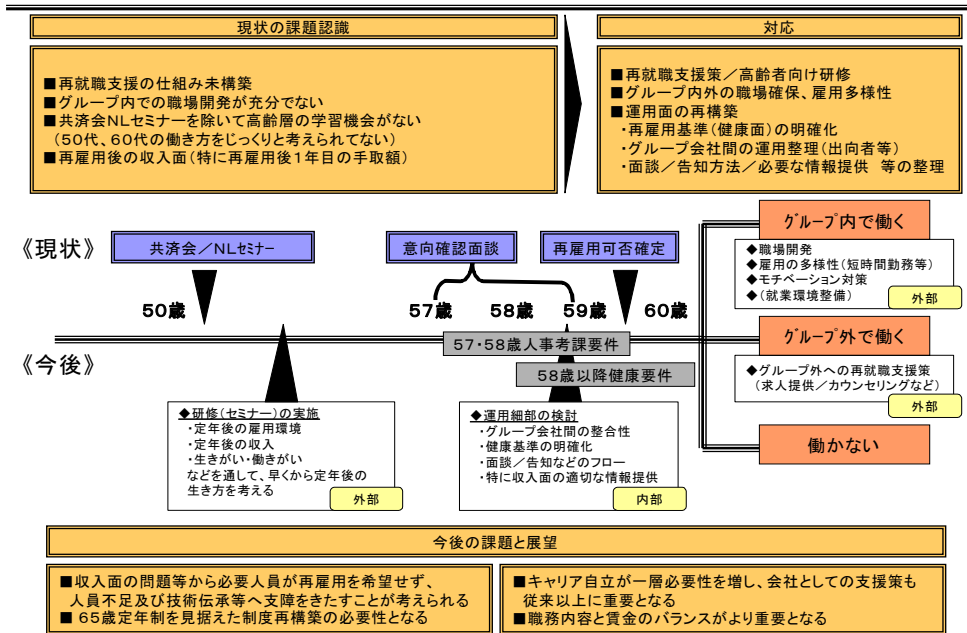 現状の課題認識
■再就職支援の仕組み未構築
■グループ内での職場開発が充分でない
■共済会NLセミナーを除いて高齢層の学習機会がない
(50代、60代の働き方をじっくりと考えられてない)
■再雇用後の収入面(特に再雇用後1年目の手取額)
対応
■再就職支援策/高齢者向け研修
■グループ内外の職場確保、雇用多様性
■運用面の再構築
・再雇用基準(健康面)の明確化
・グループ会社間の運用整理(出向者等)
・面談/告知方法/必要な情報提供 等の整理
《現状》
共済会/NLセミナー
意向確認面談
再雇用可否確定
50歳
57歳
58歳
59歳
60歳
《今後》
57・58歳人事考課要件
58歳以降健康要件
◆研修(セミナー)の実施
・定年後の雇用環境
・定年後の収入
・生きがい・働きがい
などを通して、早くから定年後の
生き方を考える
外部
◆運用細部の検討
・グループ会社間の整合性
・健康基準の明確化
・面談/告知などのフロー
・特に収入面の適切な情報提供
内部
グループ内で働く
◆職場開発
◆雇用の多様性(短時間勤務等)
◆モチベーション対策
◆(就業環境整備)
外部
グループ外で働く
◆グループ外への再就職支援策
(求人提供/カウンセリングなど)
外部
働かない
今後の課題と展望
■収入面の問題等から必要人員が再雇用を希望せず、
人員不足及び技術伝承等へ支障をきたすことが考えられる
■ 65歳定年制を見据えた制度再構築の必要性となる
■キャリア自立が一層必要性を増し、会社としての支援策も
従来以上に重要となる
■職務内容と賃金のバランスがより重要となる